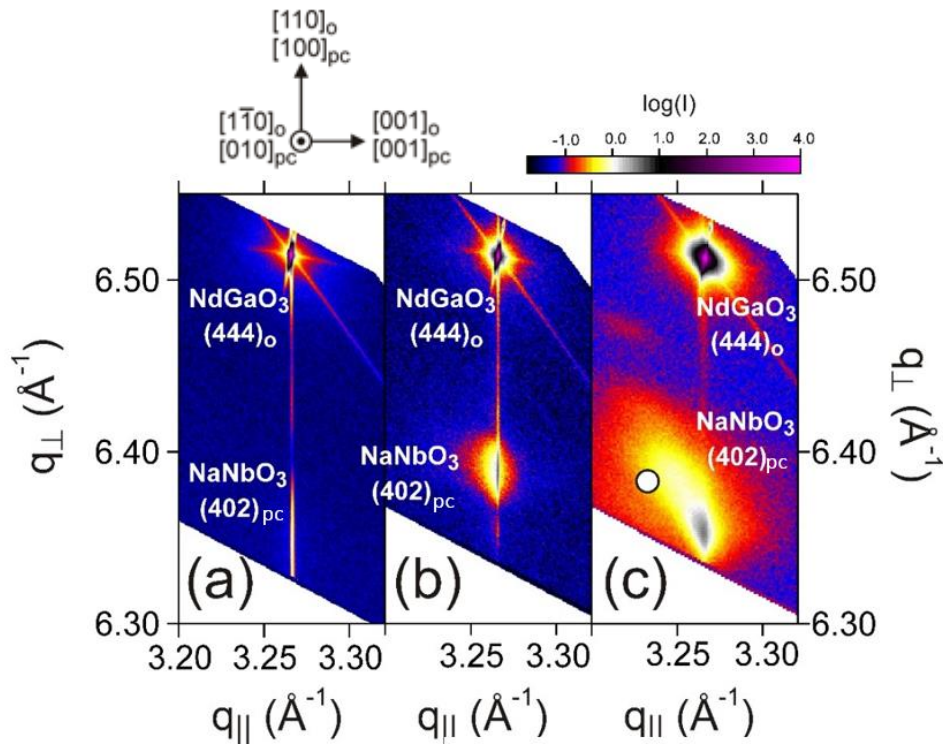 [110]o
[100]pc
[11̄0]o
[010]pc
[001]o
[001]pc
log(I)
-1.0 0.0 1.0 2.0 3.0 4.0
6.50
6.40
6.30
q⊥ (Å-1)
NdGaO3
(444)o
NaNbO3
(402)pc
(a)
NdGaO3
(444)o
NaNbO3
(402)pc
(b)
NdGaO3
(444)o
NaNbO3
(402)pc
(c)
6.50
6.40
6.30
q⊥ (Å-1)
3.20 3.25 3.30
3.25 3.30
3.25 3.30
q|| (Å-1)
q|| (Å-1)
q|| (Å-1)